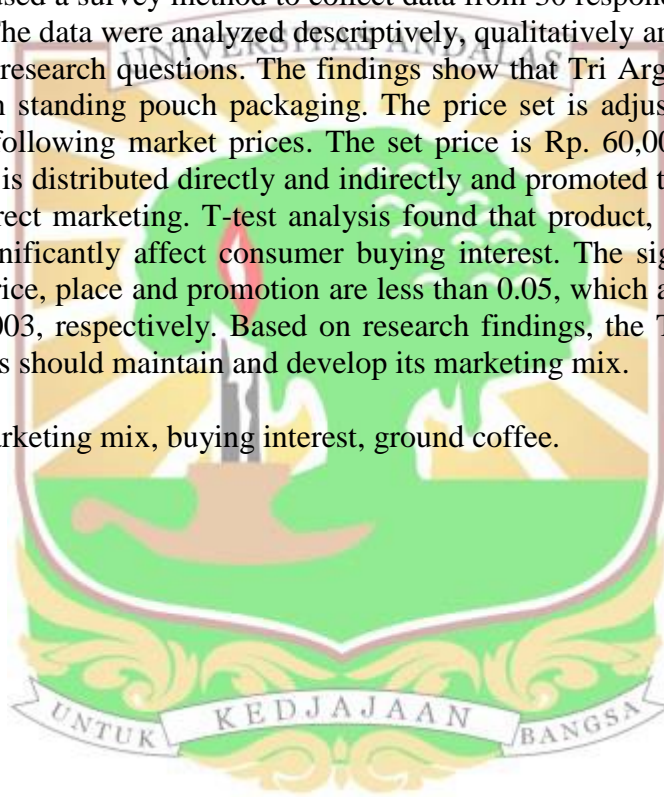 used a survey method to collect data from 30 respon
The data were analyzed descriptively, qualitatively an
UNIVERSITAS ANDALAS
research questions. The findings show that Tri Arg
n standing pouch packaging. The price set is adjus
following market prices. The set price is Rp. 60,00
is distributed directly and indirectly and promoted t
rect marketing. T-test analysis found that product,
nificantly affect consumer buying interest. The sig
rice, place and promotion are less than 0.05, which a
003, respectively. Based on research findings, the T
s should maintain and develop its marketing mix.
arketing mix, buying interest, ground coffee.
UNTUK KEDJAJAAN BANGSA